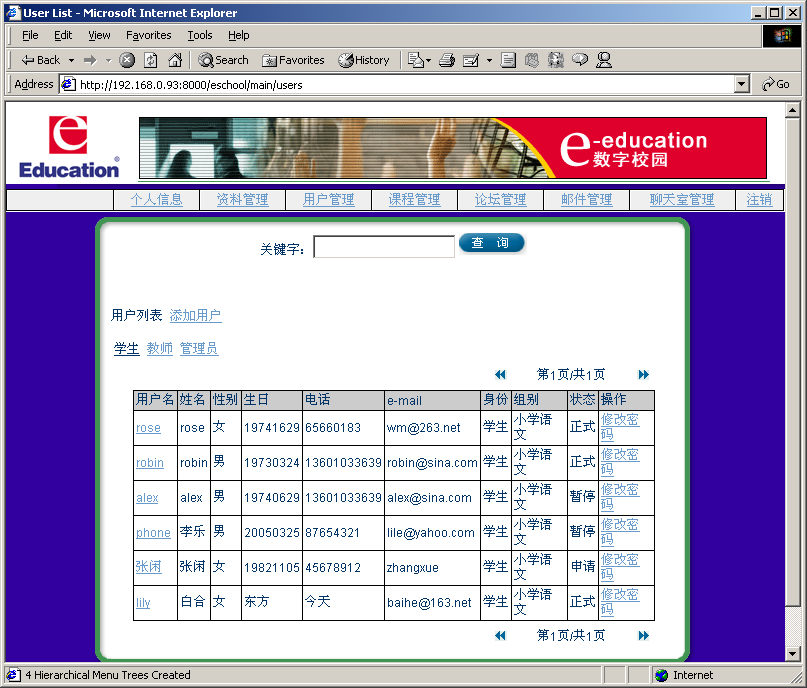 User List - Microsoft Internet Explorer
File Edit View Favorites Tools Help
Back Search Favorites History
Address http://192.168.0.93:8000/eschool/main/users Go
e
Education
e-education
数字校园
个人信息 资料管理 用户管理 课程管理 论坛管理 邮件管理 聊天室管理 注销
关键字: 查 询
用户列表 添加用户
学生 教师 管理员
第1页/共1页
用户名 姓名 性别 生日 电话 e-mail 身份 组别 状态 操作
rose rose 女 19741629 65660183 wm@263.net 学生 小学语文 正式 修改密码
robin robin 男 19730324 13601033639 robin@sina.com 学生 小学语文 正式 修改密码
alex alex 男 19740629 13601033639 alex@sina.com 学生 小学语文 暂停 修改密码
phone 李乐 男 20050325 87654321 lile@yahoo.com 学生 小学语文 暂停 修改密码
张闲 张闲 女 19821105 45678912 zhangxue 学生 小学语文 申请 修改密码
lily 白合 女 东方 今天 baihe@163.net 学生 小学语文 正式 修改密码
第1页/共1页
4 Hierarchical Menu Trees Created Internet